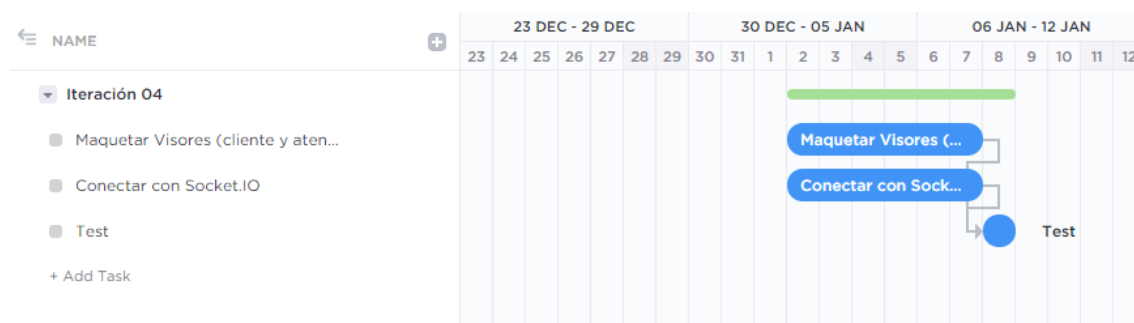 NAME
23 DEC - 29 DEC 30 DEC - 05 JAN 06 JAN - 12 JAN
23 24 25 26 27 28 29 30 31 1 2 3 4 5 6 7 8 9 10 11 12
Iteración 04
Maquetar Visores (cliente y aten... Maquetar Visores (...
Conectar con Socket.IO Conectar con Sock...
Test Test
+ Add Task